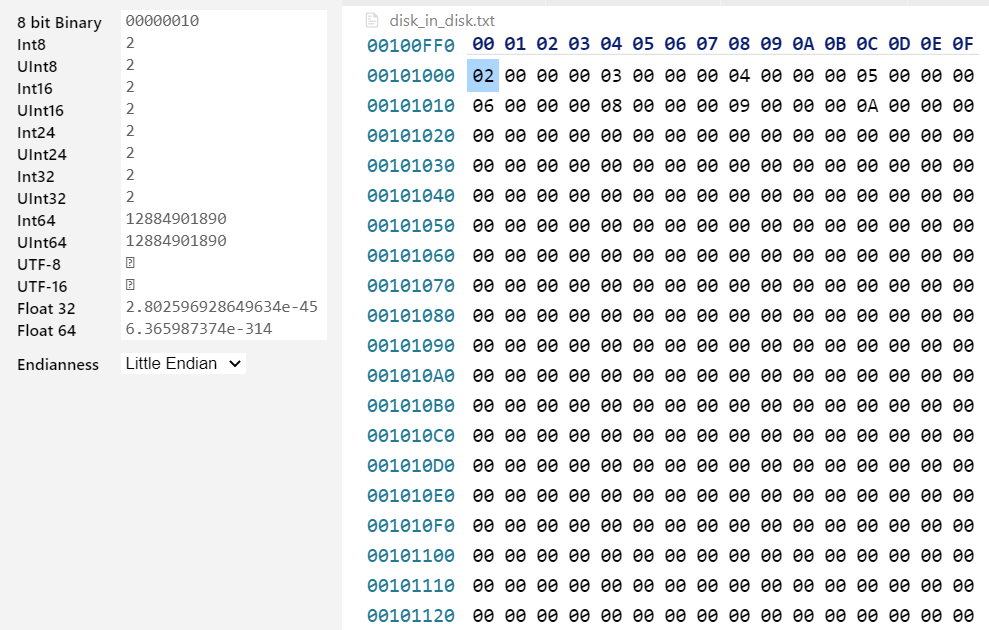 8 bit Binary 00000010
Int8 2
UInt8 2
Int16 2
UInt16 2
Int24 2
UInt24 2
Int32 2
UInt32 2
Int64 12884901890
UInt64 12884901890
UTF-8
UTF-16
Float 32 2.802596928649634e-45
Float 64 6.365987374e-314
Endianness Little Endian
disk_in_disk.txt
00100FF0 00 01 02 03 04 05 06 07 08 09 0A 0B 0C 0D 0E 0F
00101000 02 00 00 00 03 00 00 00 04 00 00 00 05 00 00 00
00101010 06 00 00 00 08 00 00 00 09 00 00 00 0A 00 00 00
00101020 00 00 00 00 00 00 00 00 00 00 00 00 00 00 00 00
00101030 00 00 00 00 00 00 00 00 00 00 00 00 00 00 00 00
00101040 00 00 00 00 00 00 00 00 00 00 00 00 00 00 00 00
00101050 00 00 00 00 00 00 00 00 00 00 00 00 00 00 00 00
00101060 00 00 00 00 00 00 00 00 00 00 00 00 00 00 00 00
00101070 00 00 00 00 00 00 00 00 00 00 00 00 00 00 00 00
00101080 00 00 00 00 00 00 00 00 00 00 00 00 00 00 00 00
00101090 00 00 00 00 00 00 00 00 00 00 00 00 00 00 00 00
001010A0 00 00 00 00 00 00 00 00 00 00 00 00 00 00 00 00
001010B0 00 00 00 00 00 00 00 00 00 00 00 00 00 00 00 00
001010C0 00 00 00 00 00 00 00 00 00 00 00 00 00 00 00 00
001010D0 00 00 00 00 00 00 00 00 00 00 00 00 00 00 00 00
001010E0 00 00 00 00 00 00 00 00 00 00 00 00 00 00 00 00
001010F0 00 00 00 00 00 00 00 00 00 00 00 00 00 00 00 00
00101100 00 00 00 00 00 00 00 00 00 00 00 00 00 00 00 00
00101110 00 00 00 00 00 00 00 00 00 00 00 00 00 00 00 00
00101120 00 00 00 00 00 00 00 00 00 00 00 00 00 00 00 00